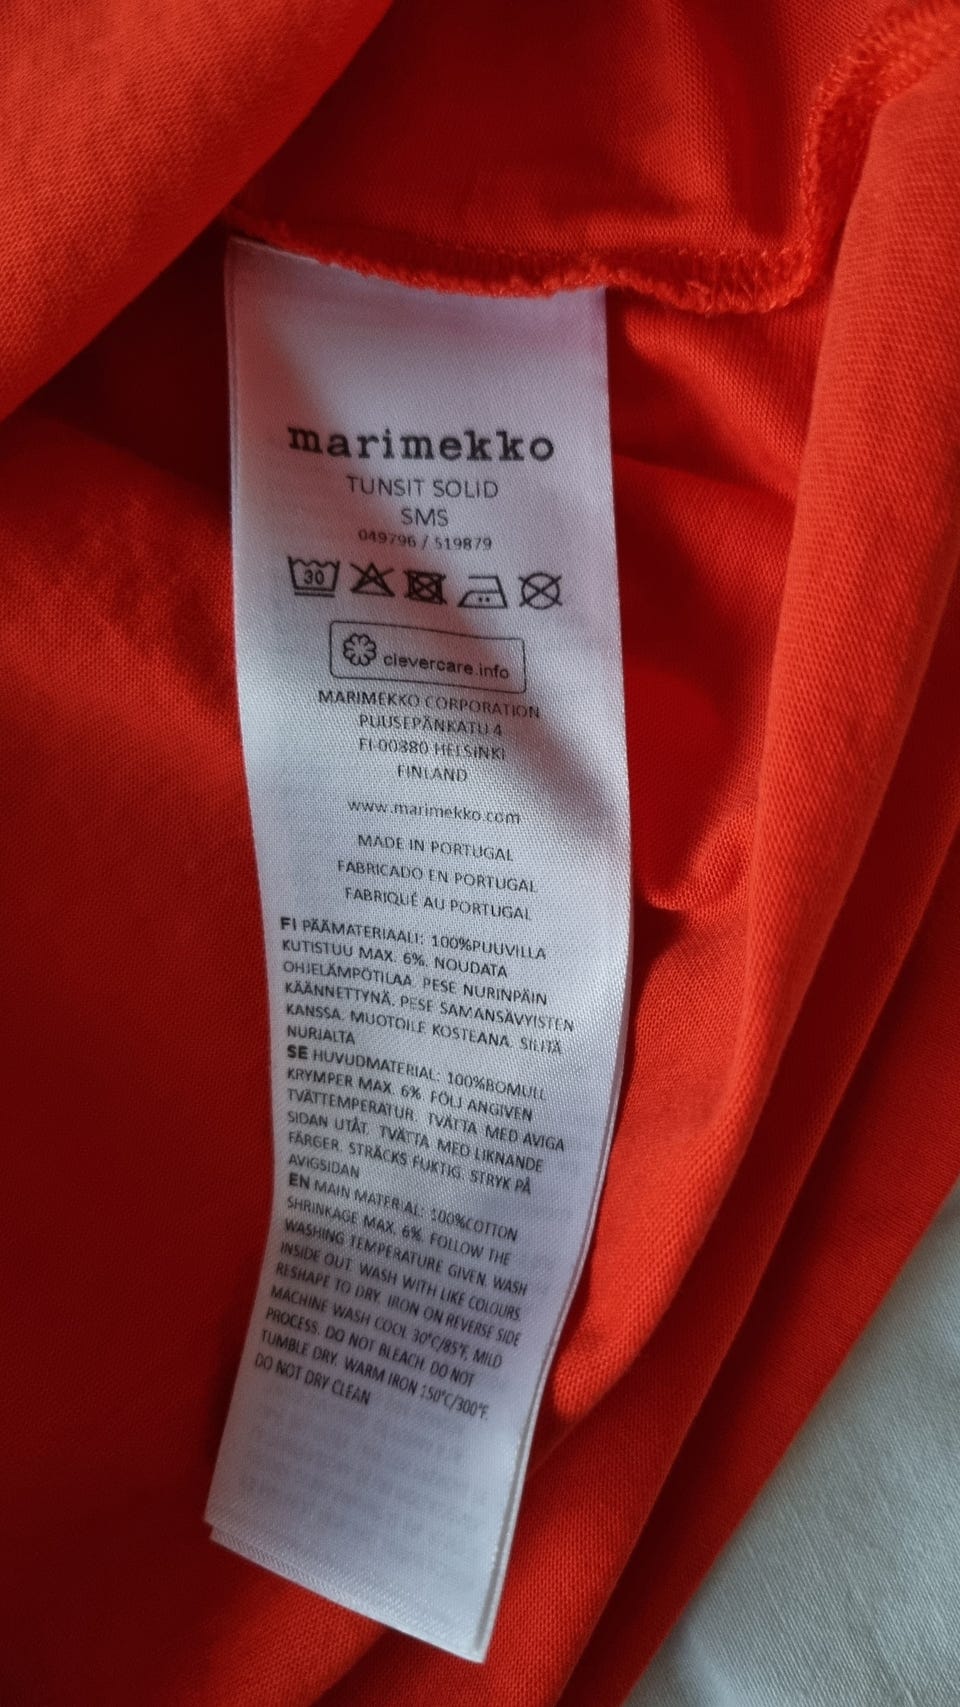 marimekko
TUNSIT SOLID
SMS
049796 / 519879
30
clevercare.info
MARIMEKKO CORPORATION
PUUSEPÄNKATU 4
FI-00880 HELSINKI
FINLAND
www.marimekko.com
MADE IN PORTUGAL
FABRICADO EN PORTUGAL
FABRIQUÉ AU PORTUGAL
FI PÄÄMATERIAALI: 100%PUUVILLA
KUTISTUU MAX. 6%. NOUDATA
OHJELÄMPÖTILAA. PESE NURINPÄIN
KÄÄNNETTYNÄ. PESE SAMANSÄVYISTEN
KANSSA. MUOTOILE KOSTEANA. SILITÄ
NURJALTA
SE HUVUDMATERIAL: 100%BOMULL
KRYMPER MAX. 6%. FÖLJ ANGIVEN
TVÄTTEMPERATUR. TVÄTTA MED AVIGA
SIDAN UTÅT. TVÄTTA MED LIKNANDE
FÄRGER. STRÄCKS FUKTIG. STRYK PÅ
AVIGSIDAN
EN MAIN MATERIAL: 100%COTTON
SHRINKAGE MAX. 6%. FOLLOW THE
WASHING TEMPERATURE GIVEN. WASH
INSIDE OUT. WASH WITH LIKE COLOURS
RESHAPE TO DRY. IRON ON REVERSE SIDE
MACHINE WASH COOL 30°C/85°F, MILD
PROCESS. DO NOT BLEACH. DO NOT
TUMBLE DRY. WARM IRON 150°C/300°F.
DO NOT DRY CLEAN